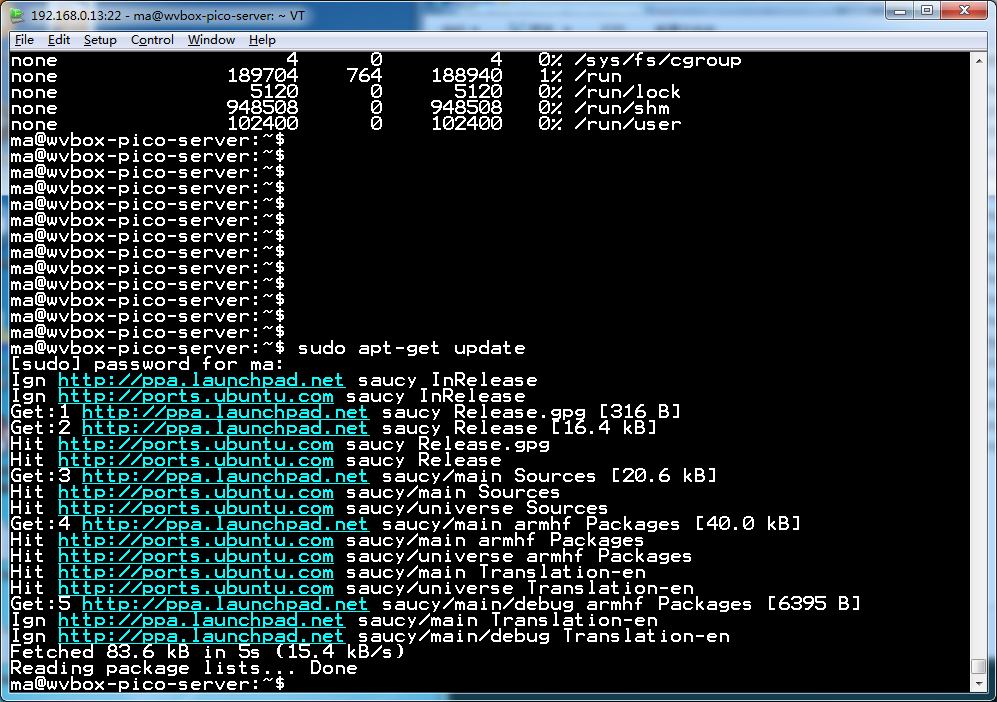 192.168.0.13:22 - ma@wvbox-pico-server: ~ VT
File Edit Setup Control Window Help
none 4 0 4 0% /sys/fs/cgroup
none 189704 764 188940 1% /run
none 5120 0 5120 0% /run/lock
none 948508 0 948508 0% /run/shm
none 102400 0 102400 0% /run/user
ma@wvbox-pico-server:~$
ma@wvbox-pico-server:~$
ma@wvbox-pico-server:~$
ma@wvbox-pico-server:~$
ma@wvbox-pico-server:~$
ma@wvbox-pico-server:~$
ma@wvbox-pico-server:~$
ma@wvbox-pico-server:~$
ma@wvbox-pico-server:~$
ma@wvbox-pico-server:~$
ma@wvbox-pico-server:~$
ma@wvbox-pico-server:~$
ma@wvbox-pico-server:~$
ma@wvbox-pico-server:~$ sudo apt-get update
[sudo] password for ma:
Ign http://ppa.launchpad.net saucy InRelease
Ign http://ports.ubuntu.com saucy InRelease
Get:1 http://ppa.launchpad.net saucy Release.gpg [316 B]
Get:2 http://ppa.launchpad.net saucy Release [16.4 kB]
Hit http://ports.ubuntu.com saucy Release.gpg
Hit http://ports.ubuntu.com saucy Release
Get:3 http://ppa.launchpad.net saucy/main Sources [20.6 kB]
Hit http://ports.ubuntu.com saucy/main Sources
Hit http://ports.ubuntu.com saucy/universe Sources
Get:4 http://ppa.launchpad.net saucy/main armhf Packages [40.0 kB]
Hit http://ports.ubuntu.com saucy/main armhf Packages
Hit http://ports.ubuntu.com saucy/universe armhf Packages
Hit http://ports.ubuntu.com saucy/main Translation-en
Hit http://ports.ubuntu.com saucy/universe Translation-en
Get:5 http://ppa.launchpad.net saucy/main/debug armhf Packages [6395 B]
Ign http://ppa.launchpad.net saucy/main Translation-en
Ign http://ppa.launchpad.net saucy/main/debug Translation-en
Fetched 83.6 kB in 5s (15.4 kB/s)
Reading package lists... Done
ma@wvbox-pico-server:~$